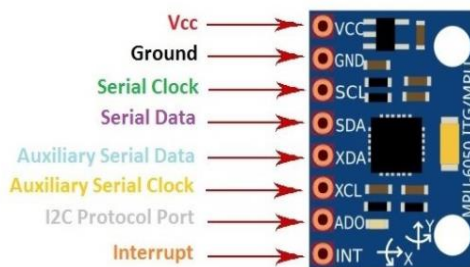 Vcc
VCC
Ground
GND
Serial Clock
SCL
Serial Data
SDA
Auxiliary Serial Data
XDA
Auxiliary Serial Clock
XCL
I2C Protocol Port
ADO
Interrupt
INT
X
Y